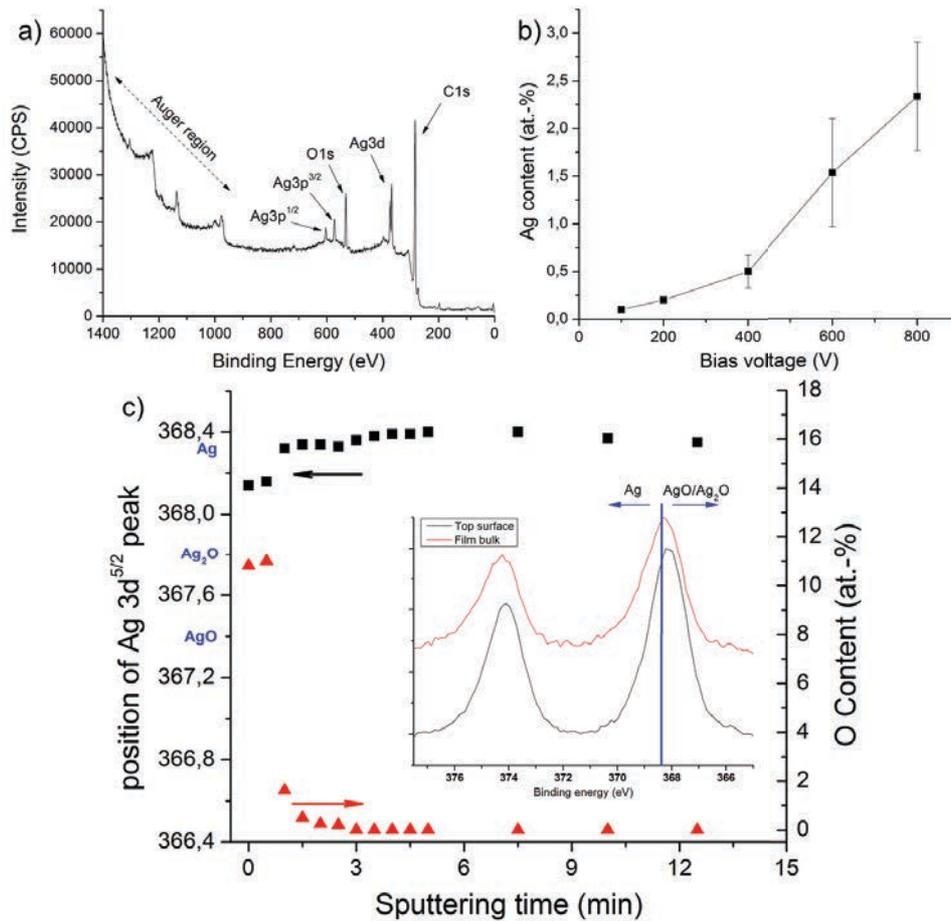 a)
60000
50000
40000
30000
20000
10000
0
Intensity (CPS)
Auger region
C1s
Ag3d
O1s
Ag3p3/2
Ag3p1/2
1400 1200 1000 800 600 400 200 0
Binding Energy (eV)
b)
3,0
2,5
2,0
1,5
1,0
0,5
0,0
Ag content (at.-%)
0 200 400 600 800
Bias voltage (V)
c)
368,4
Ag
368,0
Ag2O
367,6
AgO
367,2
366,8
366,4
position of Ag 3d5/2 peak
18
16
14
12
10
8
6
4
2
0
O Content (at.-%)
Ag AgO/Ag2O
Top surface
Film bulk
376 374 372 370 368 366
Binding energy (eV)
0 3 6 9 12 15
Sputtering time (min)